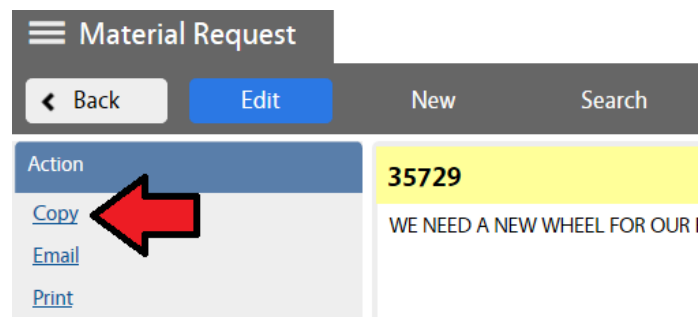 Material Request
Back Edit New Search
Action
Copy
Email
Print
35729
WE NEED A NEW WHEEL FOR OUR